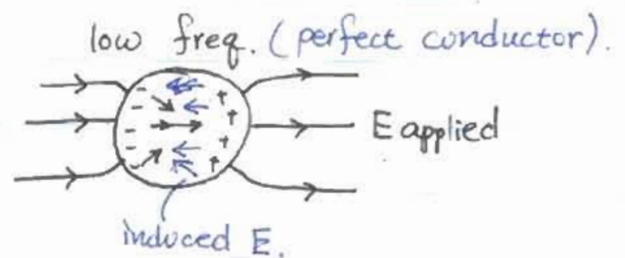 low freq. (perfect conductor).
E applied
induced E.